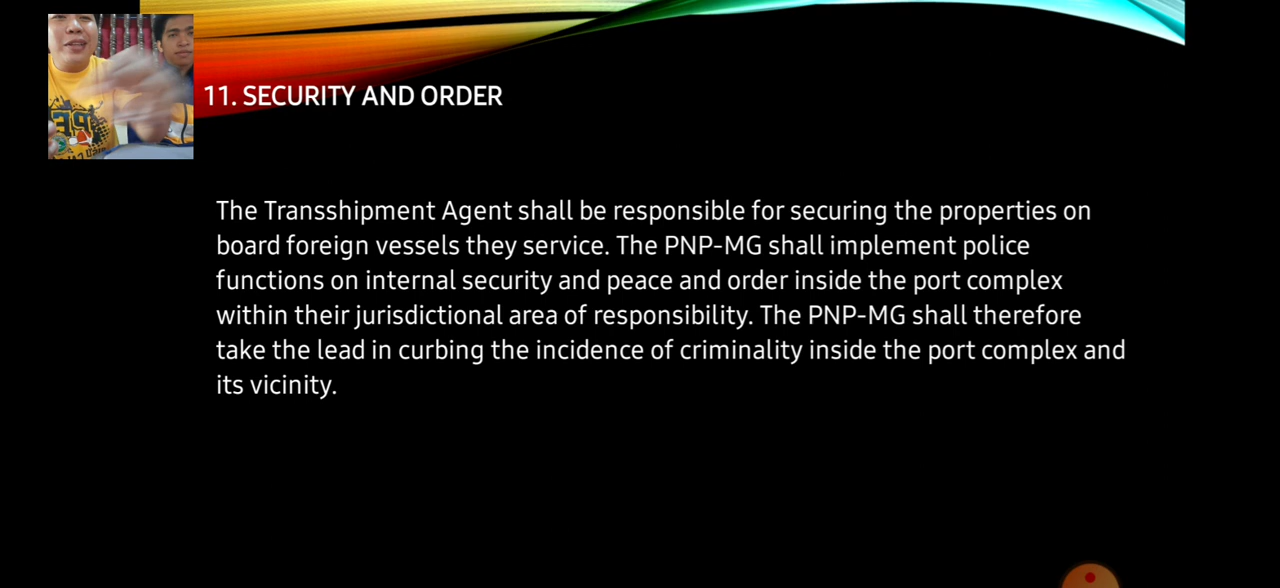 11. SECURITY AND ORDER
The Transshipment Agent shall be responsible for securing the properties on
board foreign vessels they service. The PNP-MG shall implement police
functions on internal security and peace and order inside the port complex
within their jurisdictional area of responsibility. The PNP-MG shall therefore
take the lead in curbing the incidence of criminality inside the port complex and
its vicinity.